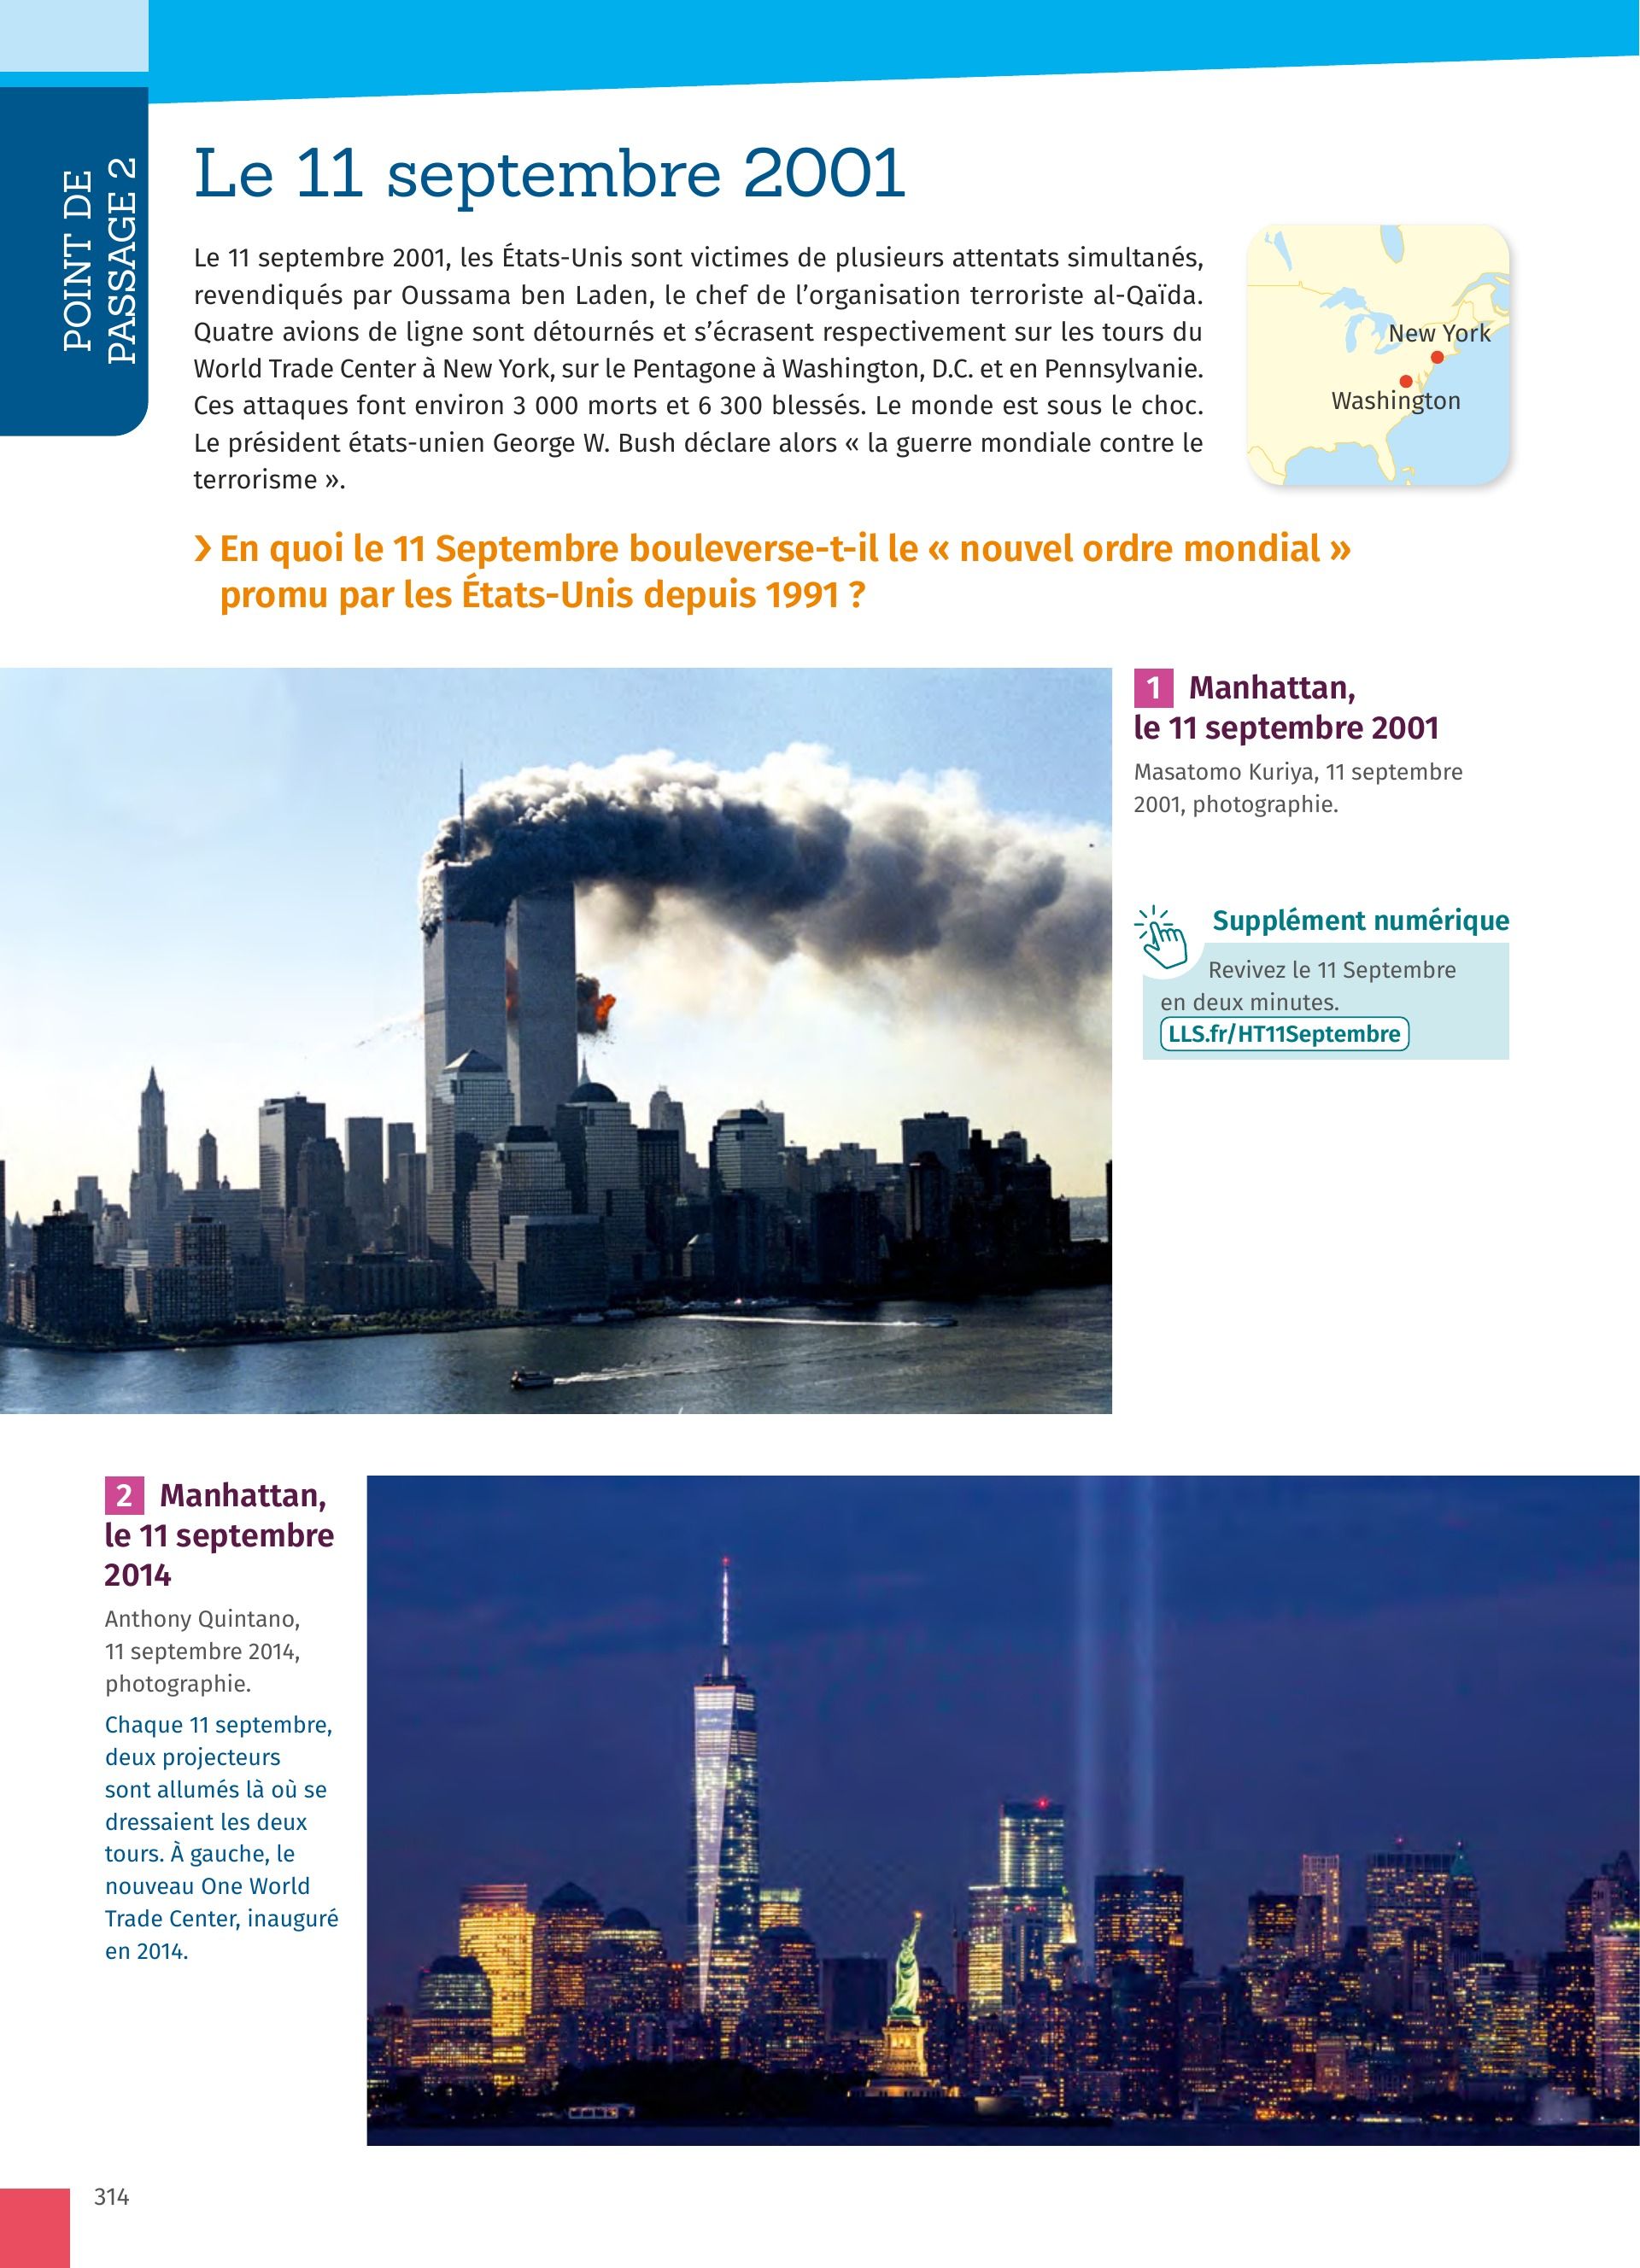 POINT DE
PASSAGE 2
Le 11 septembre 2001
Le 11 septembre 2001, les États-Unis sont victimes de plusieurs attentats simultanés,
revendiqués par Oussama ben Laden, le chef de l’organisation terroriste al-Qaïda.
Quatre avions de ligne sont détournés et s’écrasent respectivement sur les tours du
World Trade Center à New York, sur le Pentagone à Washington, D.C. et en Pennsylvanie.
Ces attaques font environ 3 000 morts et 6 300 blessés. Le monde est sous le choc.
Le président états-unien George W. Bush déclare alors « la guerre mondiale contre le
terrorisme ».
New York
Washington
› En quoi le 11 Septembre bouleverse-t-il le « nouvel ordre mondial »
promu par les États-Unis depuis 1991 ?
1 Manhattan,
le 11 septembre 2001
Masatomo Kuriya, 11 septembre
2001, photographie.
Supplément numérique
Revivez le 11 Septembre
en deux minutes.
LLS.fr/HT11Septembre
2 Manhattan,
le 11 septembre
2014
Anthony Quintano,
11 septembre 2014,
photographie.
Chaque 11 septembre,
deux projecteurs
sont allumés là où se
dressaient les deux
tours. À gauche, le
nouveau One World
Trade Center, inauguré
en 2014.
314